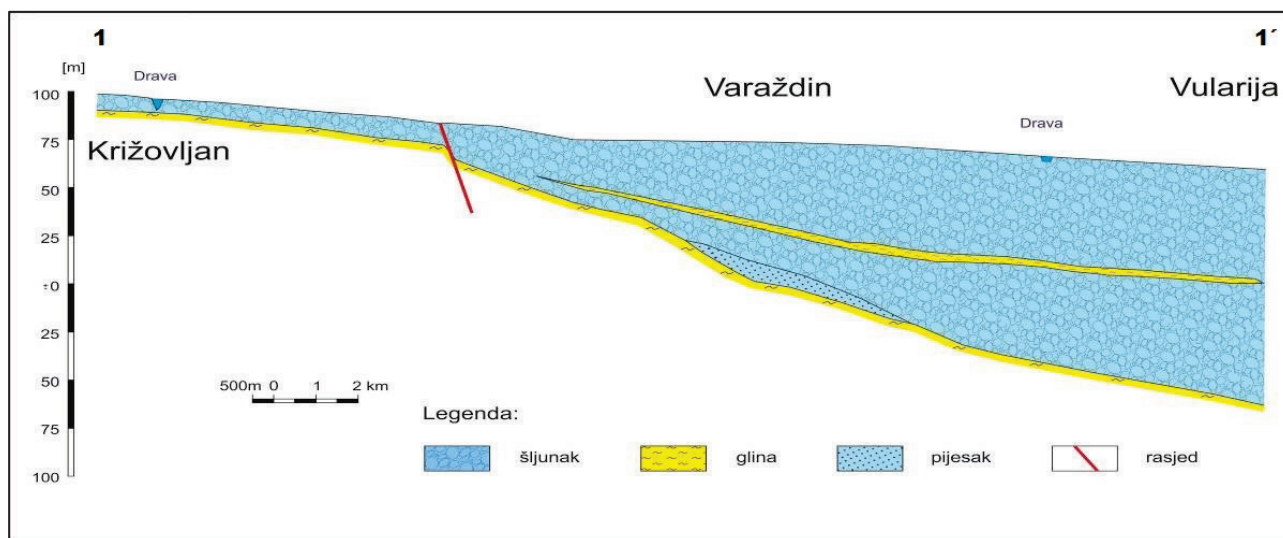 1 1´
[m]
Drava
Varaždin
Vularija
100
Drava
75
Križovljan
50
25
±0
25
500m 0 1 2 km
50
Legenda:
75
šljunak glina pijesak rasjed
100